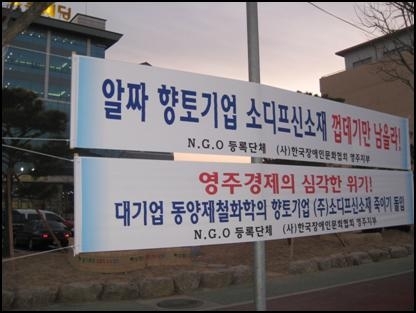 알짜 향토기업 소디프신소재 껍데기만 남을라!
N.G.O 등록단체 (사)한국장애인문화협회 영주지부
영주경제의 심각한 위기!
대기업 동양제철화학의 향토기업 (주)소디프신소재 죽이기 돌입
N.G.O 등록단체 (사)한국장애인문화협회 영주지부